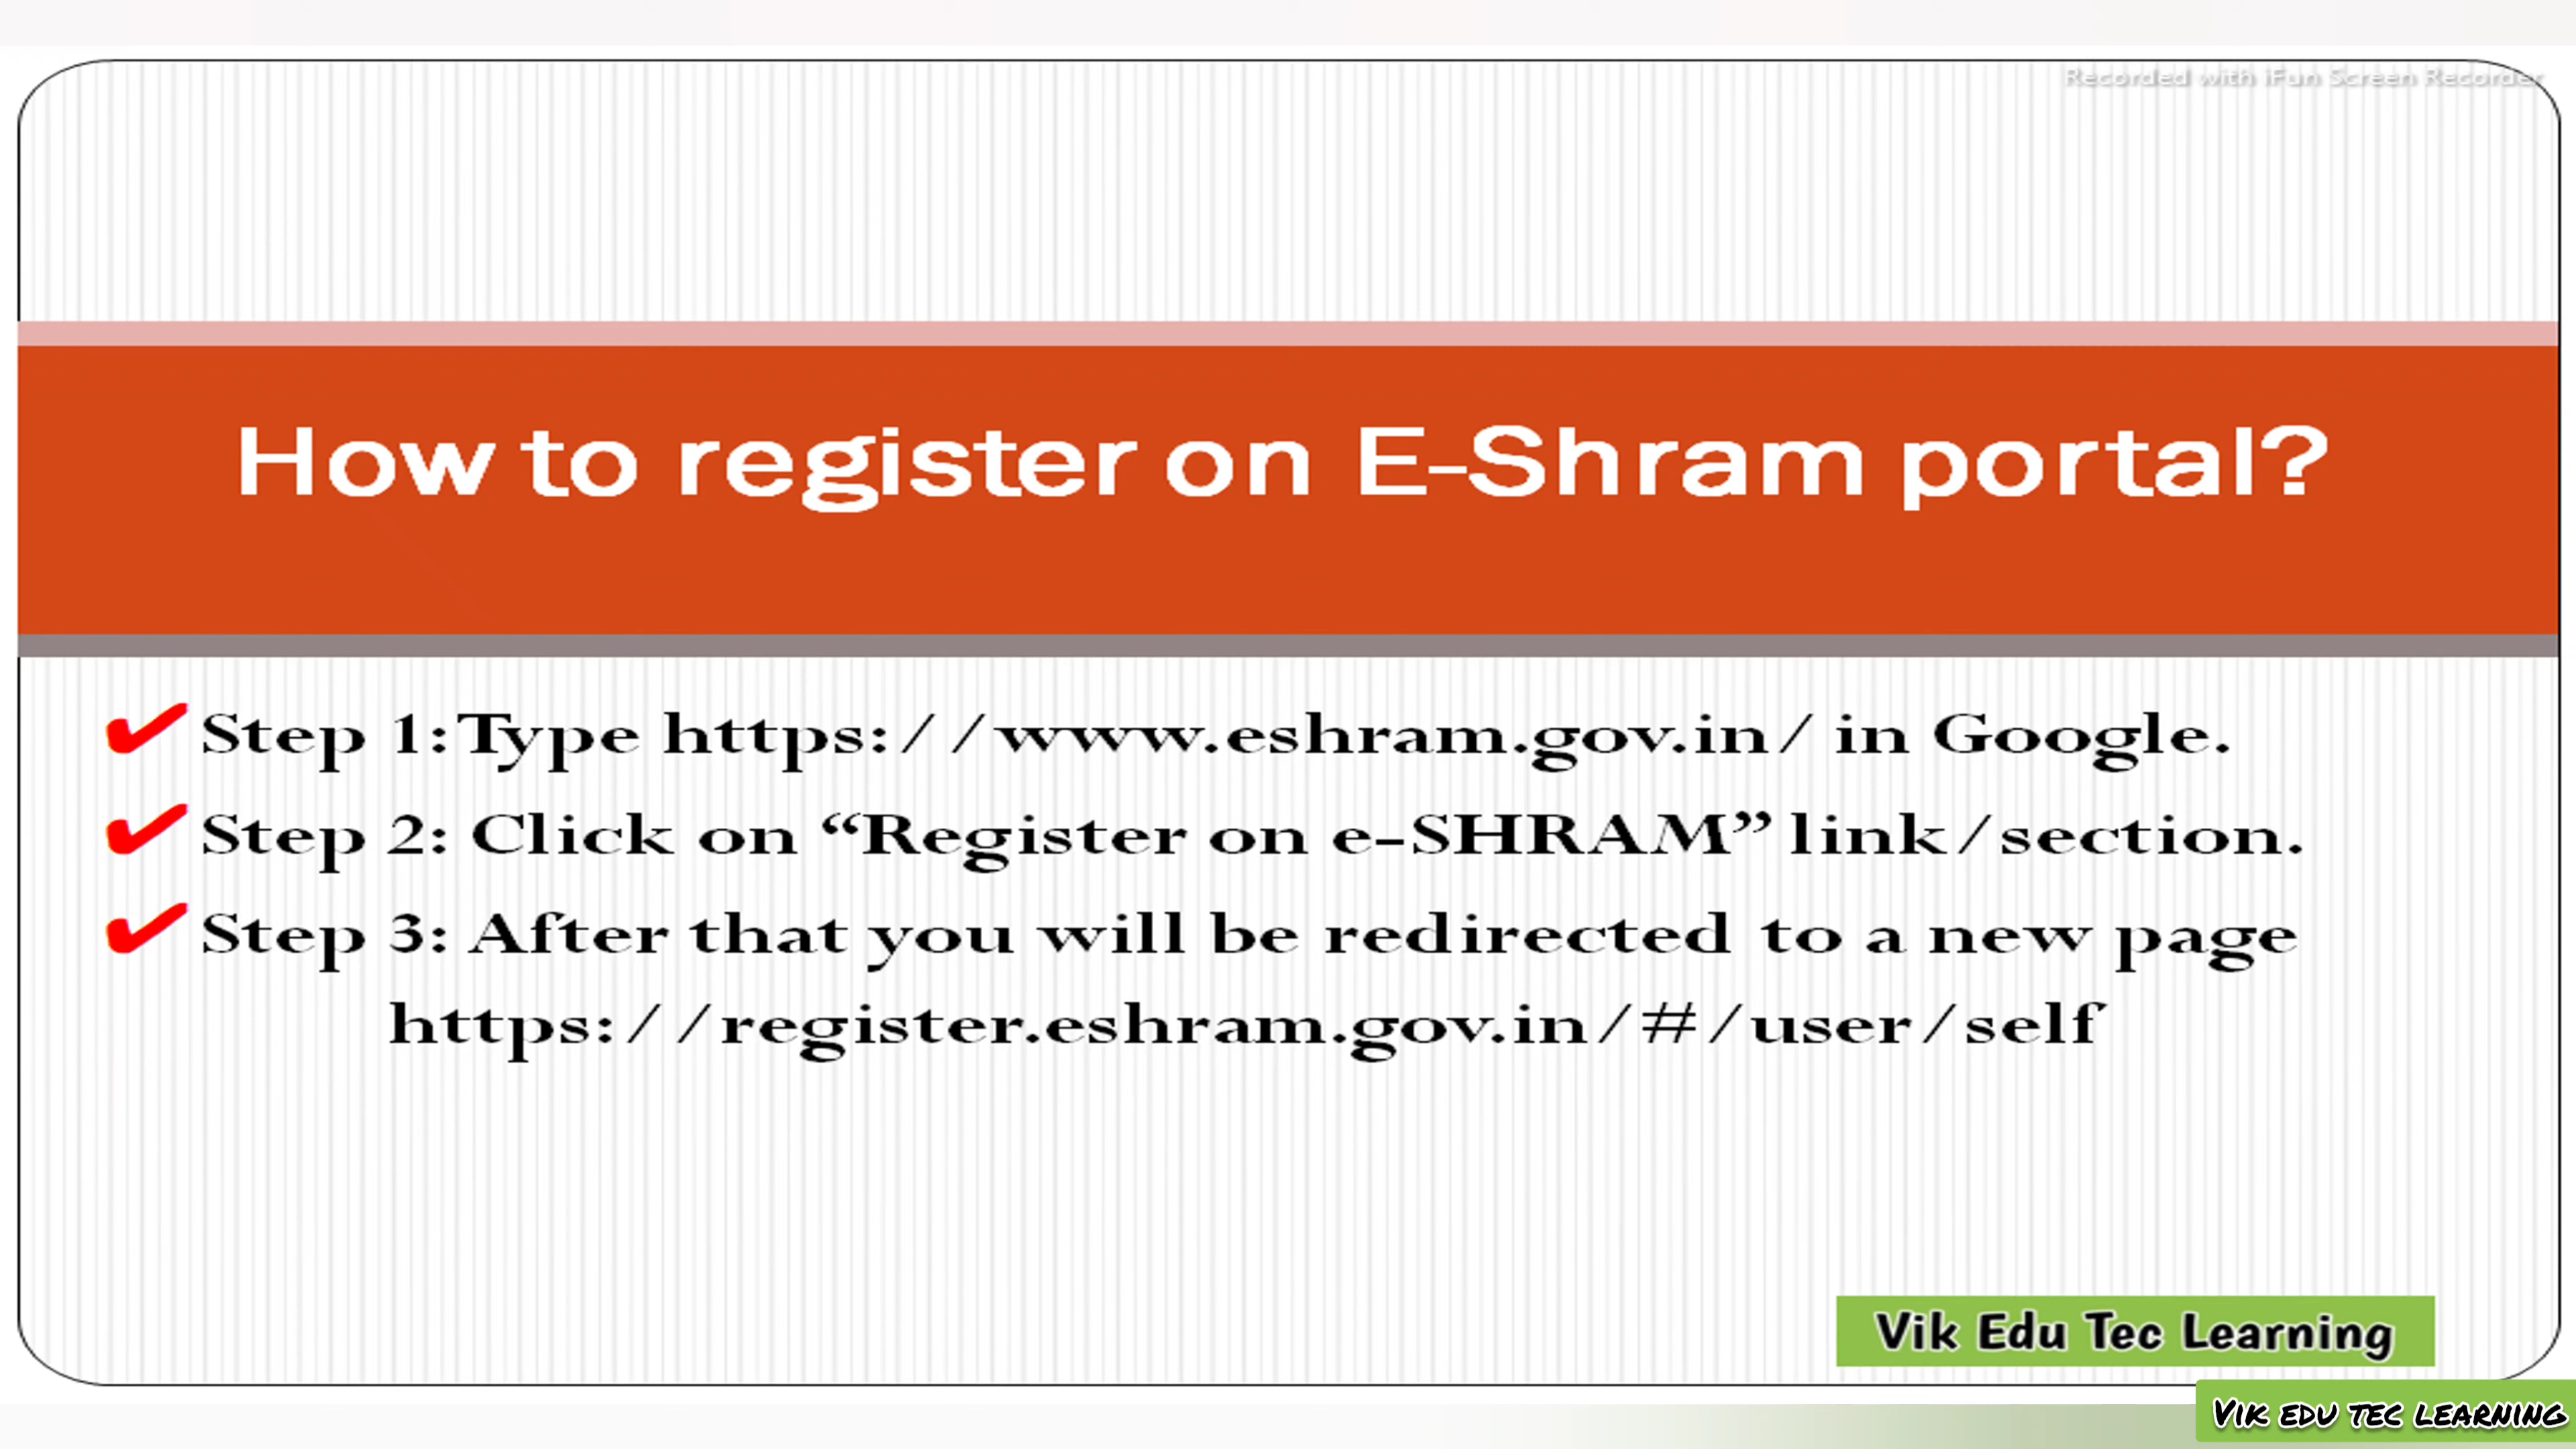 Recorded with iFun Screen Recorder
How to register on E-Shram portal?
✔ Step 1: Type https://www.eshram.gov.in/ in Google.
✔ Step 2: Click on “Register on e-SHRAM” link/section.
✔ Step 3: After that you will be redirected to a new page
https://register.eshram.gov.in/#/user/self
Vik Edu Tec Learning
VIK EDU TEC LEARNING